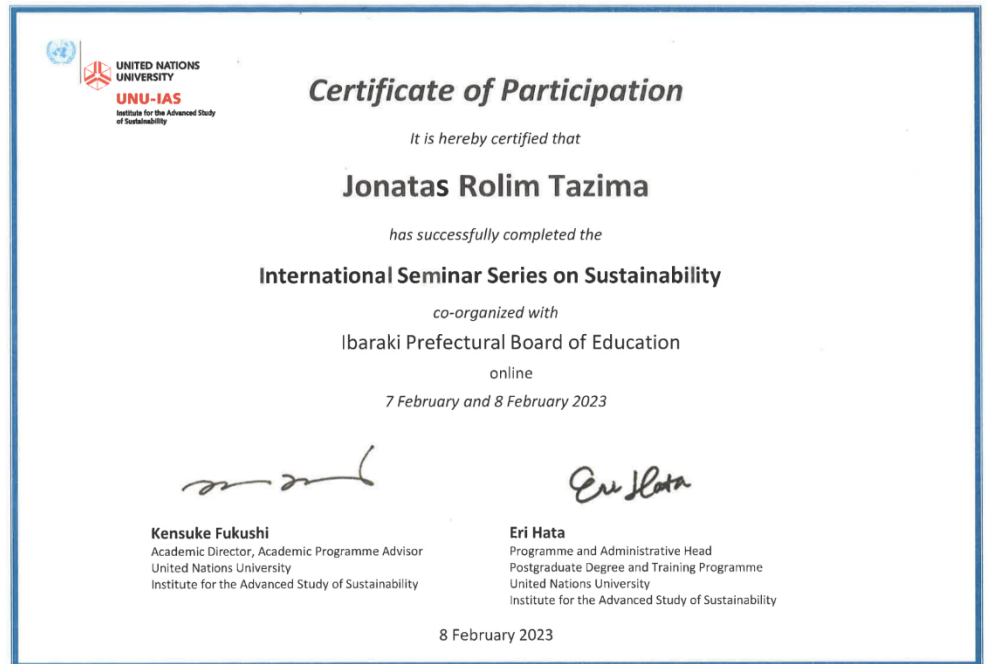 UNITED NATIONS
UNIVERSITY
UNU-IAS
Institute for the Advanced Study
of Sustainability
Certificate of Participation
It is hereby certified that
Jonatas Rolim Tazima
has successfully completed the
International Seminar Series on Sustainability
co-organized with
Ibaraki Prefectural Board of Education
online
7 February and 8 February 2023
Eri Hata
Kensuke Fukushi
Academic Director, Academic Programme Advisor
United Nations University
Institute for the Advanced Study of Sustainability
Eri Hata
Programme and Administrative Head
Postgraduate Degree and Training Programme
United Nations University
Institute for the Advanced Study of Sustainability
8 February 2023